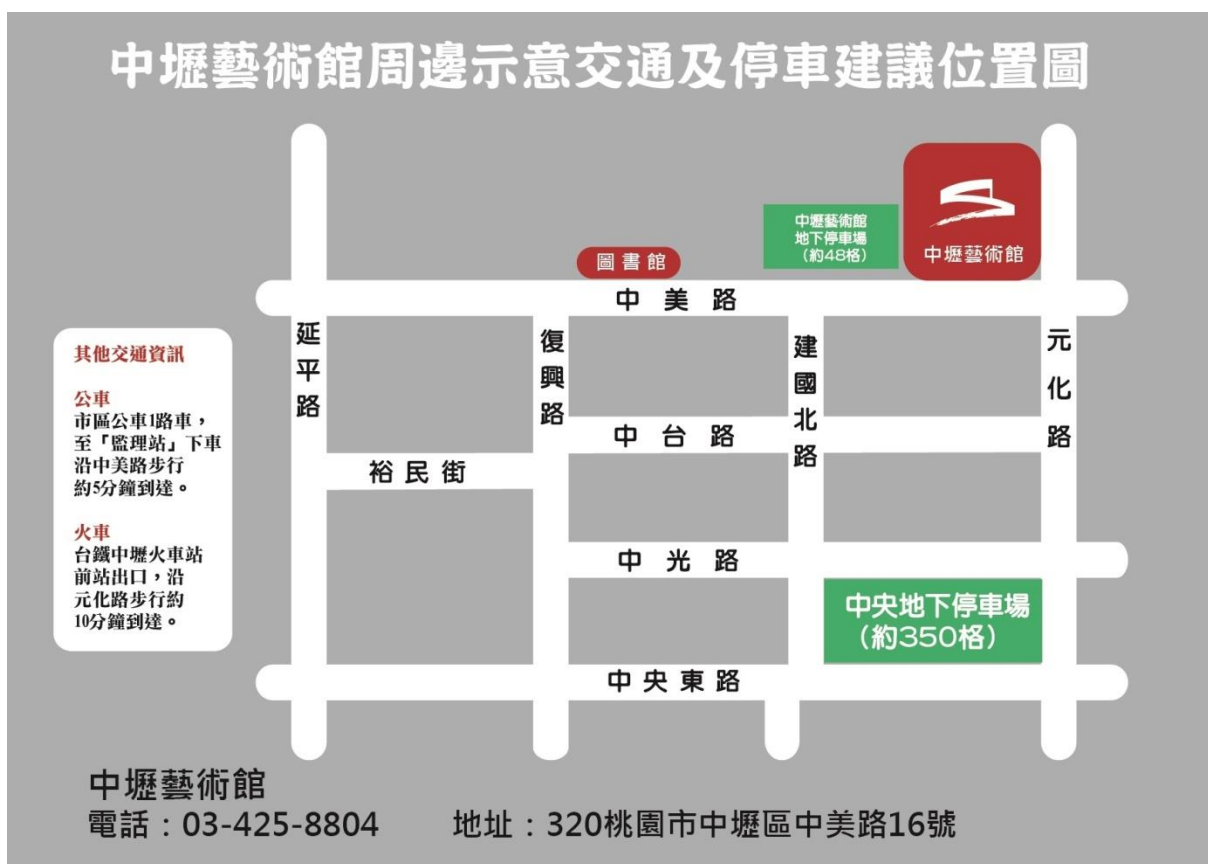 中壢藝術館周邊示意交通及停車建議位置圖
中壢藝術館
地下停車場
(約48格)
中壢藝術館
圖書館
中美路
延平路
復興路
建國北路
元化路
其他交通資訊
公車
市區公車1路車，
至「監理站」下車
沿中美路步行
約5分鐘到達。
火車
台鐵中壢火車站
前站出口，沿
元化路步行約
10分鐘到達。
中台路
裕民街
中光路
中央地下停車場
(約350格)
中央東路
中壢藝術館
電話：03-425-8804 地址：320桃園市中壢區中美路16號